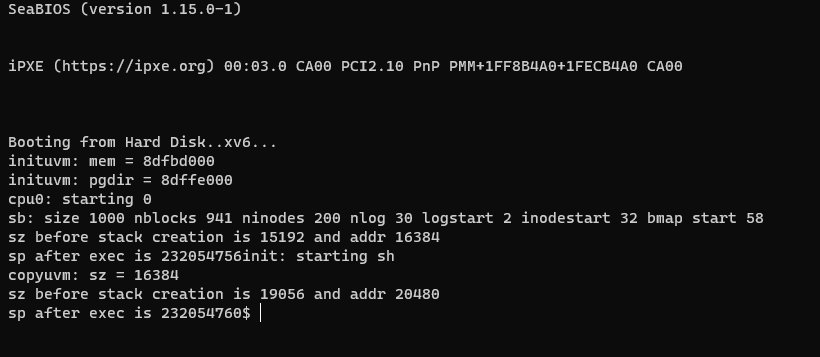 SeaBIOS (version 1.15.0-1)
iPXE (https://ipxe.org) 00:03.0 CA00 PCI2.10 PnP PMM+1FF8B4A0+1FECB4A0 CA00
Booting from Hard Disk..xv6...
inituvm: mem = 8dfbd000
inituvm: pgdir = 8dffe000
cpu0: starting 0
sb: size 1000 nblocks 941 ninodes 200 nlog 30 logstart 2 inodestart 32 bmap start 58
sz before stack creation is 15192 and addr 16384
sp after exec is 232054756init: starting sh
copyuvm: sz = 16384
sz before stack creation is 19056 and addr 20480
sp after exec is 232054760$